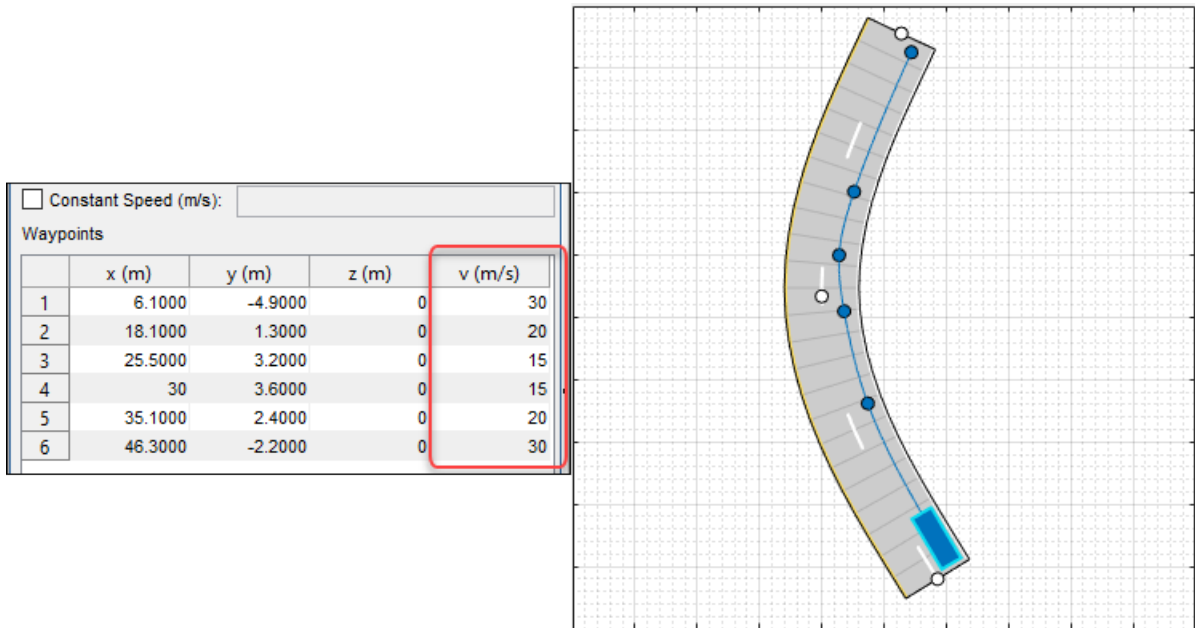 Constant Speed (m/s):
Waypoints
x (m) y (m) z (m) v (m/s)
1 6.1000 -4.9000 0 30
2 18.1000 1.3000 0 20
3 25.5000 3.2000 0 15
4 30 3.6000 0 15
5 35.1000 2.4000 0 20
6 46.3000 -2.2000 0 30